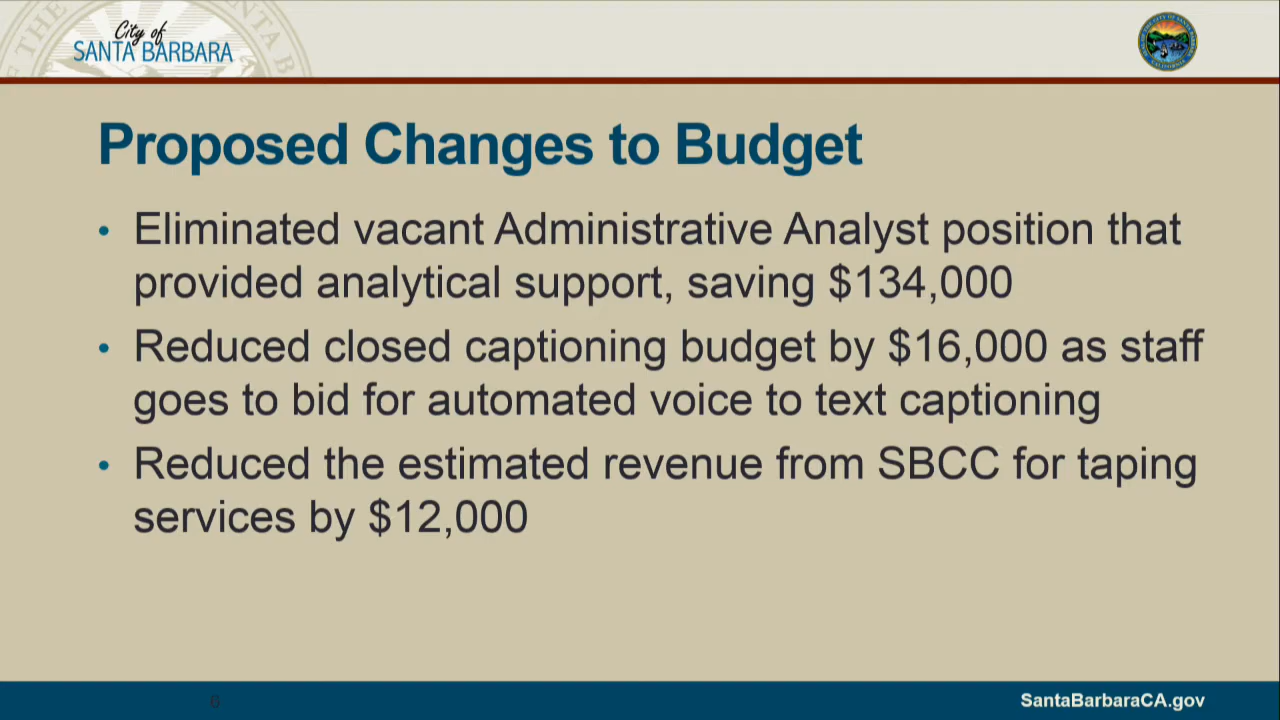 City of
SANTA BARBARA
Proposed Changes to Budget
• Eliminated vacant Administrative Analyst position that
provided analytical support, saving $134,000
• Reduced closed captioning budget by $16,000 as staff
goes to bid for automated voice to text captioning
• Reduced the estimated revenue from SBCC for taping
services by $12,000
SantaBarbaraCA.gov